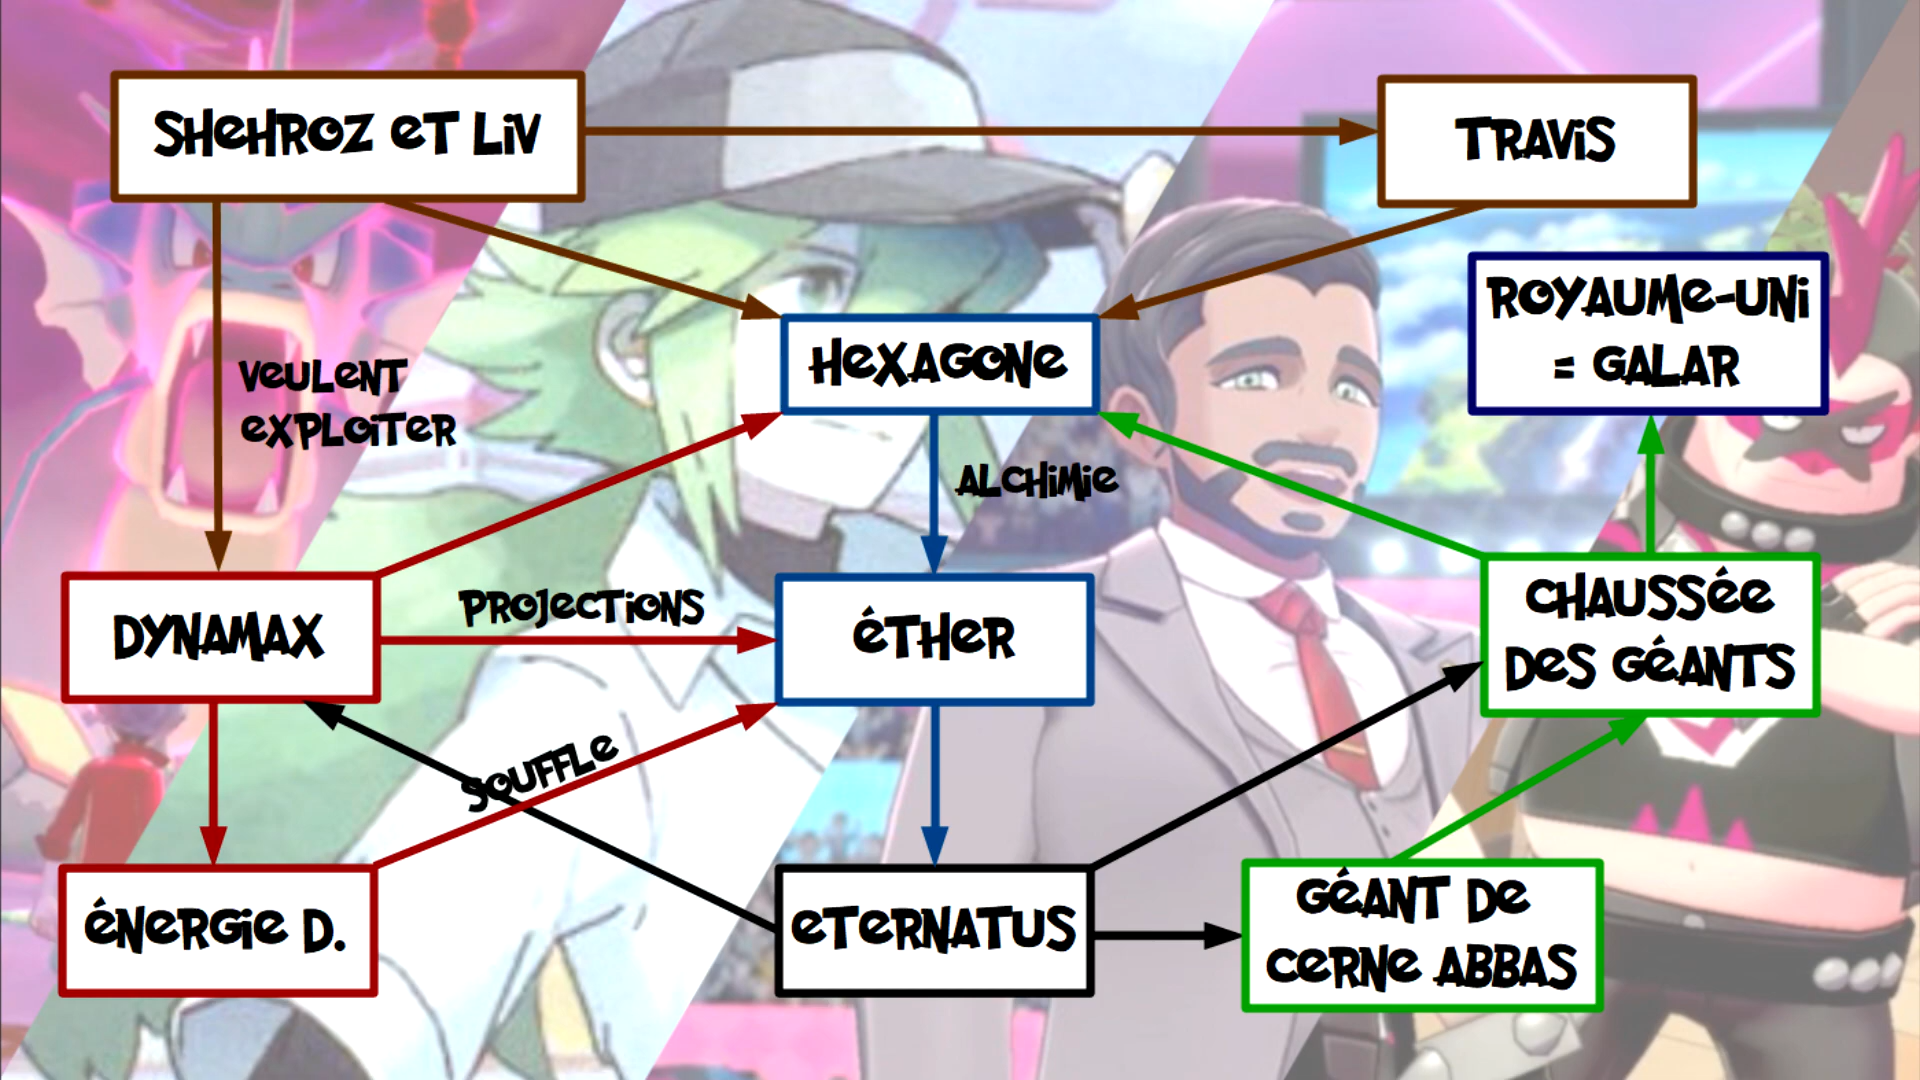 SHEHROZ ET LIV
TRAVIS
ROYAUME-UNI
= GALAR
HEXAGONE
VEULENT
EXPLOITER
ALCHIMIE
DYNAMAX
PROJECTIONS
ÉTHER
CHAUSSÉE
DES GÉANTS
SOUFFLE
ÉNERGIE D.
ETERNATUS
GÉANT DE
CERNE ABBAS